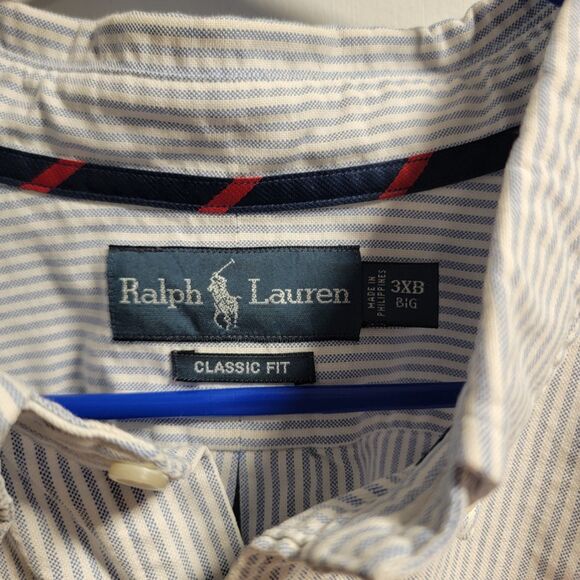 Ralph Lauren
MADE IN
PHILIPPINES
3XB
BIG
CLASSIC FIT